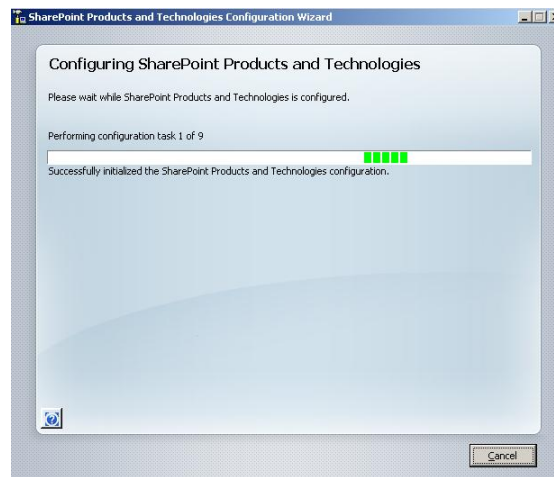 SharePoint Products and Technologies Configuration Wizard
Configuring SharePoint Products and Technologies
Please wait while SharePoint Products and Technologies is configured.
Performing configuration task 1 of 9
Successfully initialized the SharePoint Products and Technologies configuration.
Cancel